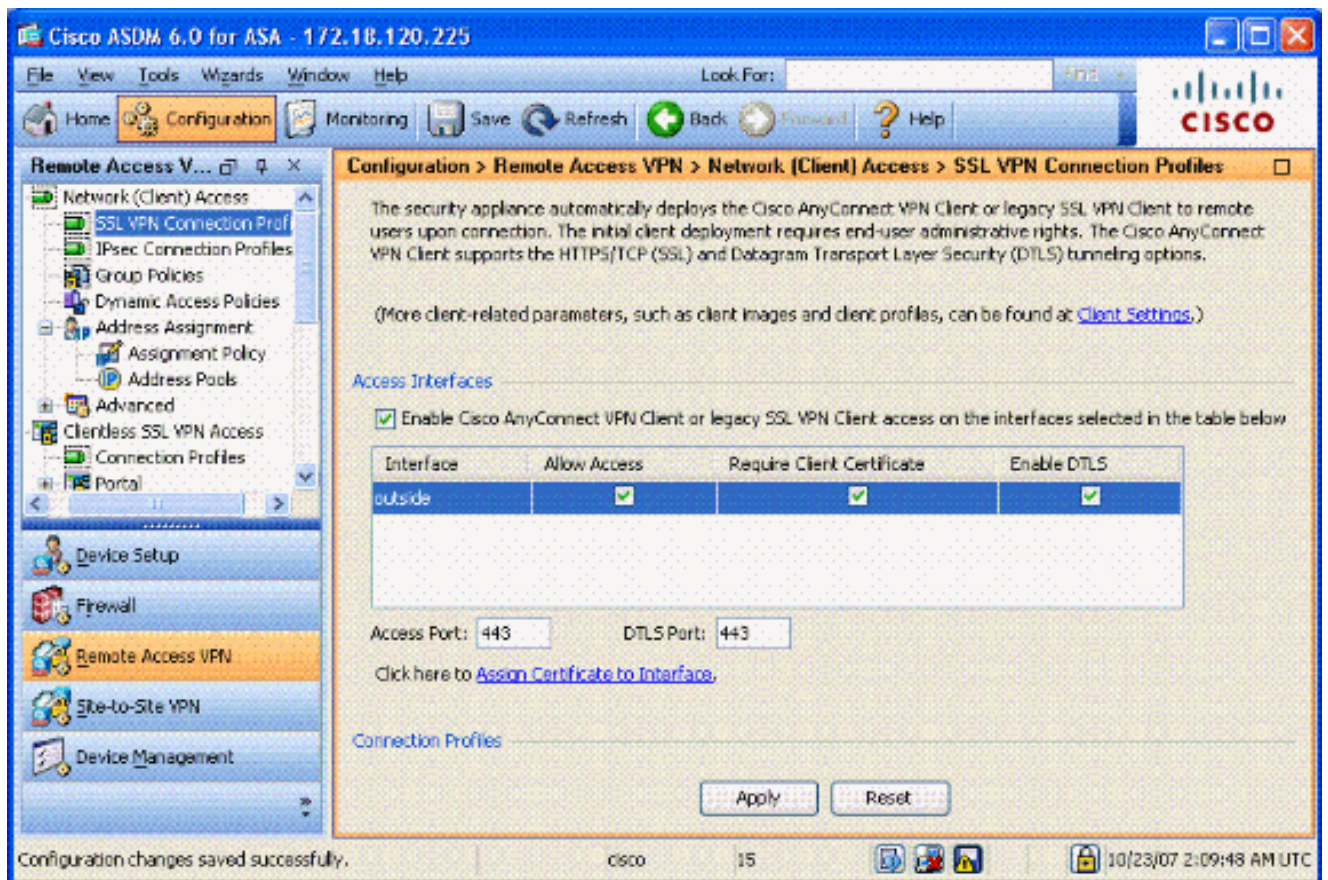 Cisco ASDM 6.0 for ASA - 172.18.120.225
File View Tools Wizards Window Help Look For: Find
Home Configuration Monitoring Save Refresh Back Forward Help
CISCO
Remote Access V...
Network (Client) Access
SSL VPN Connection Prof
IPsec Connection Profiles
Group Policies
Dynamic Access Policies
Address Assignment
Assignment Policy
Address Pools
Advanced
Clientless SSL VPN Access
Connection Profiles
Portal
Device Setup
Firewall
Remote Access VPN
Site-to-Site VPN
Device Management
Configuration > Remote Access VPN > Network (Client) Access > SSL VPN Connection Profiles
The security appliance automatically deploys the Cisco AnyConnect VPN Client or legacy SSL VPN Client to remote
users upon connection. The initial client deployment requires end-user administrative rights. The Cisco AnyConnect
VPN Client supports the HTTPS/TCP (SSL) and Datagram Transport Layer Security (DTLS) tunneling options.
(More client-related parameters, such as client images and client profiles, can be found at Client Settings.)
Access Interfaces
Enable Cisco AnyConnect VPN Client or legacy SSL VPN Client access on the interfaces selected in the table below
Interface Allow Access Require Client Certificate Enable DTLS
outside
Access Port: 443 DTLS Port: 443
Click here to Assign Certificate to Interface.
Connection Profiles
Apply Reset
Configuration changes saved successfully. cisco 15 10/23/07 2:09:48 AM UTC